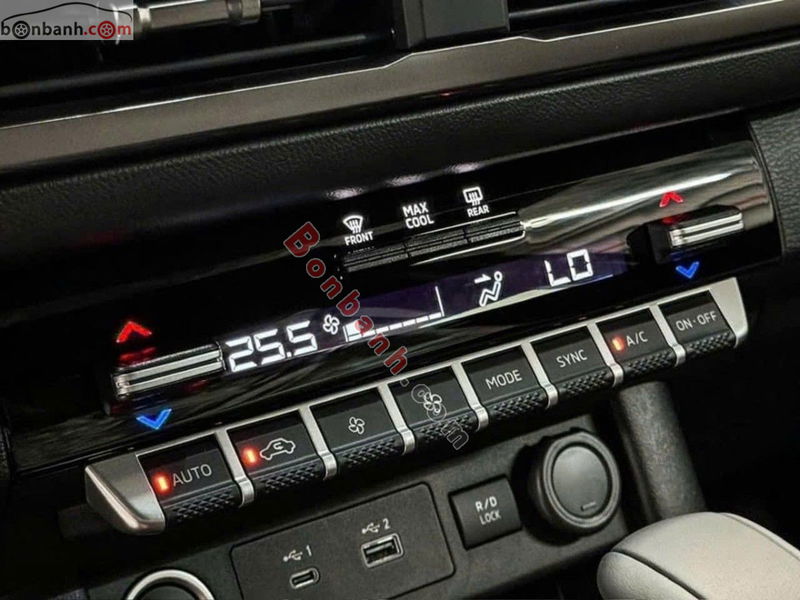 bonbanh.com
FRONT
MAX
COOL
REAR
25.5
LO
Bonbanh.com
AUTO
MODE
SYNC
A/C
ON·OFF
1
2
R/D
LOCK